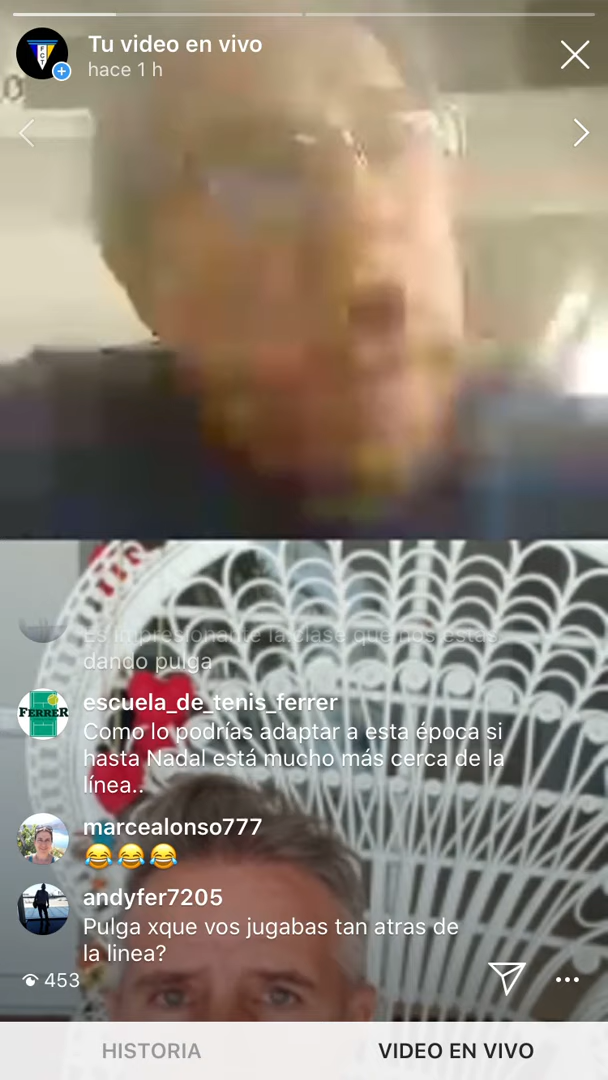 Tu video en vivo
hace 1 h
Es impresionante la clase que nos estas
dando pulga
escuela_de_tenis_ferrer
FERRER
Como lo podrías adaptar a esta época si
hasta Nadal está mucho más cerca de la
línea..
marcealonso777
😂😂😂
andyfer7205
Pulga xque vos jugabas tan atras de
la linea?
453
HISTORIA
VIDEO EN VIVO